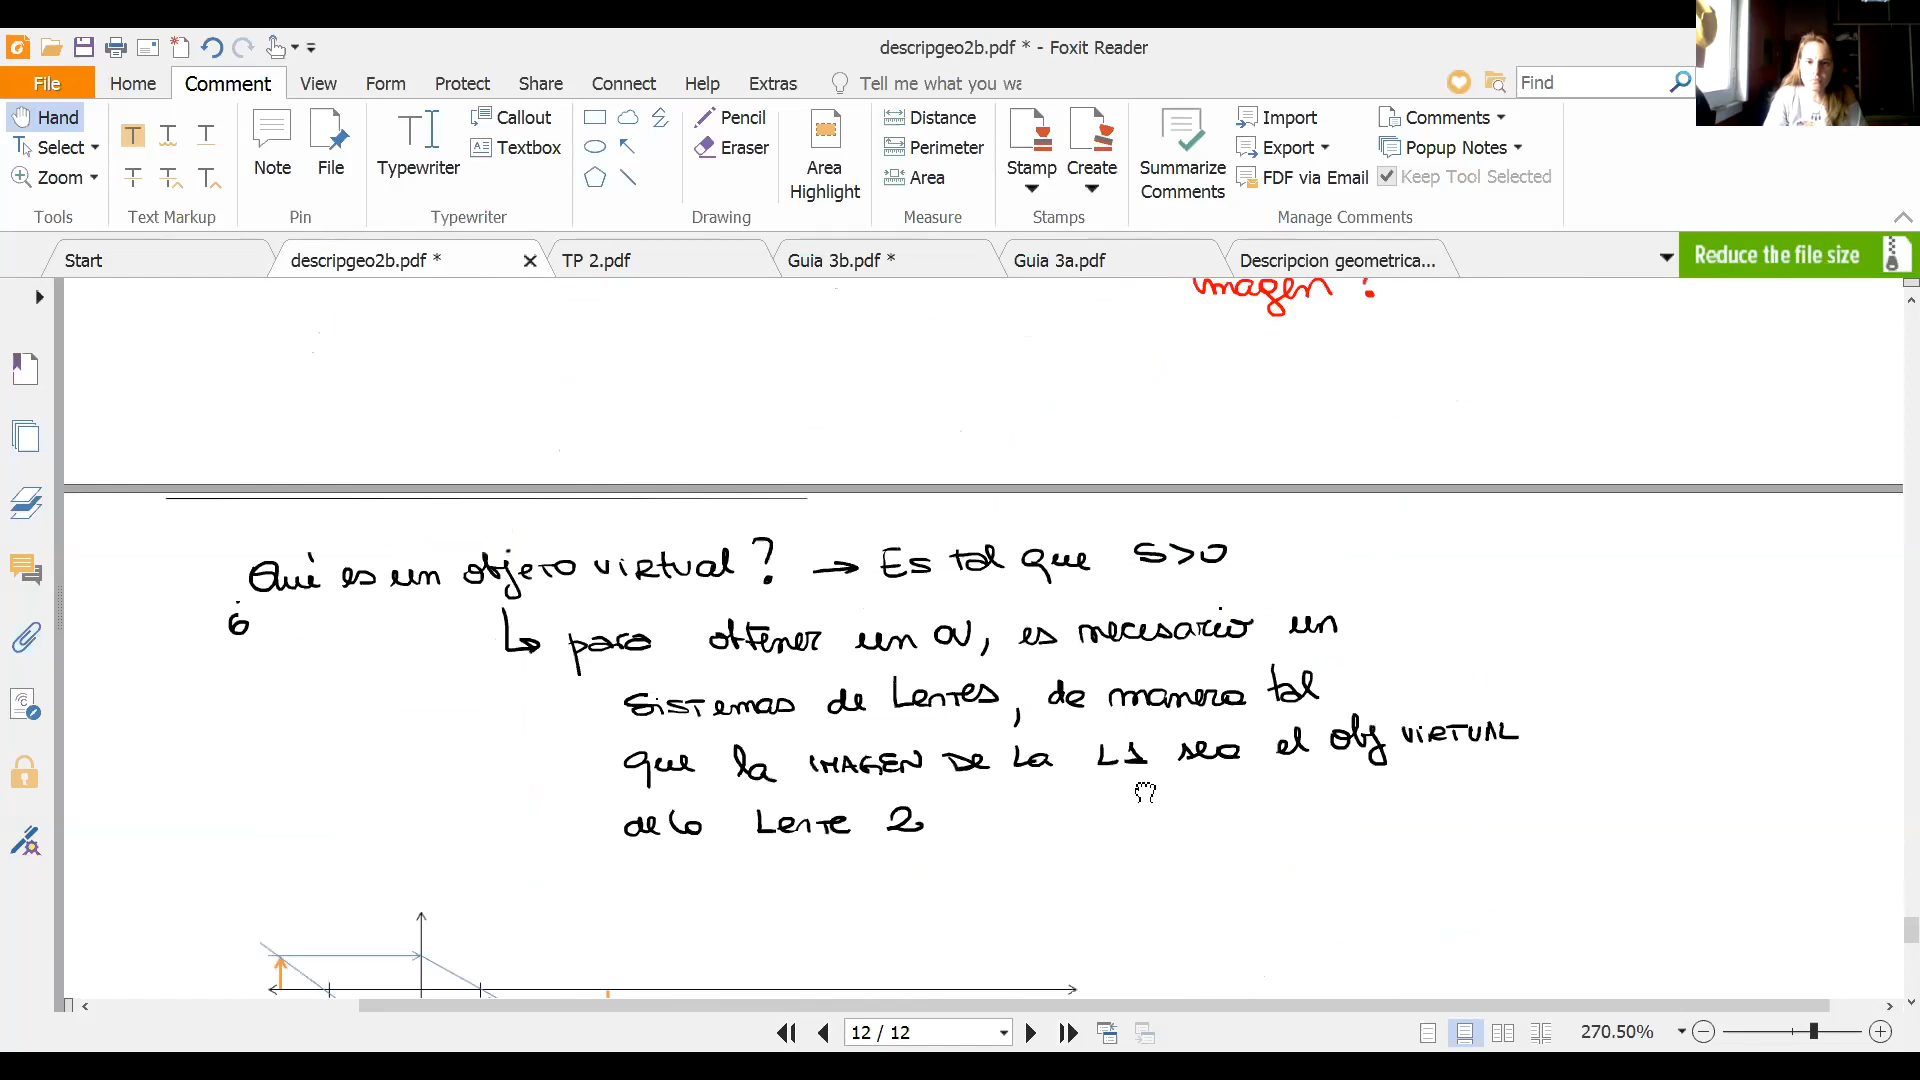 descripgeo2b.pdf * - Foxit Reader
File Home Comment View Form Protect Share Connect Help Extras Tell me what you wa Find
Hand
Select
Zoom
Tools
Text Markup
Note
File
Pin
Typewriter
Typewriter
Callout
Textbox
Pencil
Eraser
Drawing
Area
Highlight
Distance
Perimeter
Area
Measure
Stamp
Create
Stamps
Summarize
Comments
Import
Export
FDF via Email
Comments
Popup Notes
Keep Tool Selected
Manage Comments
Start descripgeo2b.pdf * TP 2.pdf Guia 3b.pdf * Guia 3a.pdf Descripcion geometrica... Reduce the file size
imagen?
¿Qué es un objeto virtual? → Es tal que s>0
↳ para obtener un OV, es necesario un
sistemas de Lentes, de manera tal
que la IMAGEN DE La L1 sea el obj VIRTUAL
de la Lente 2
12 / 12
270.50%